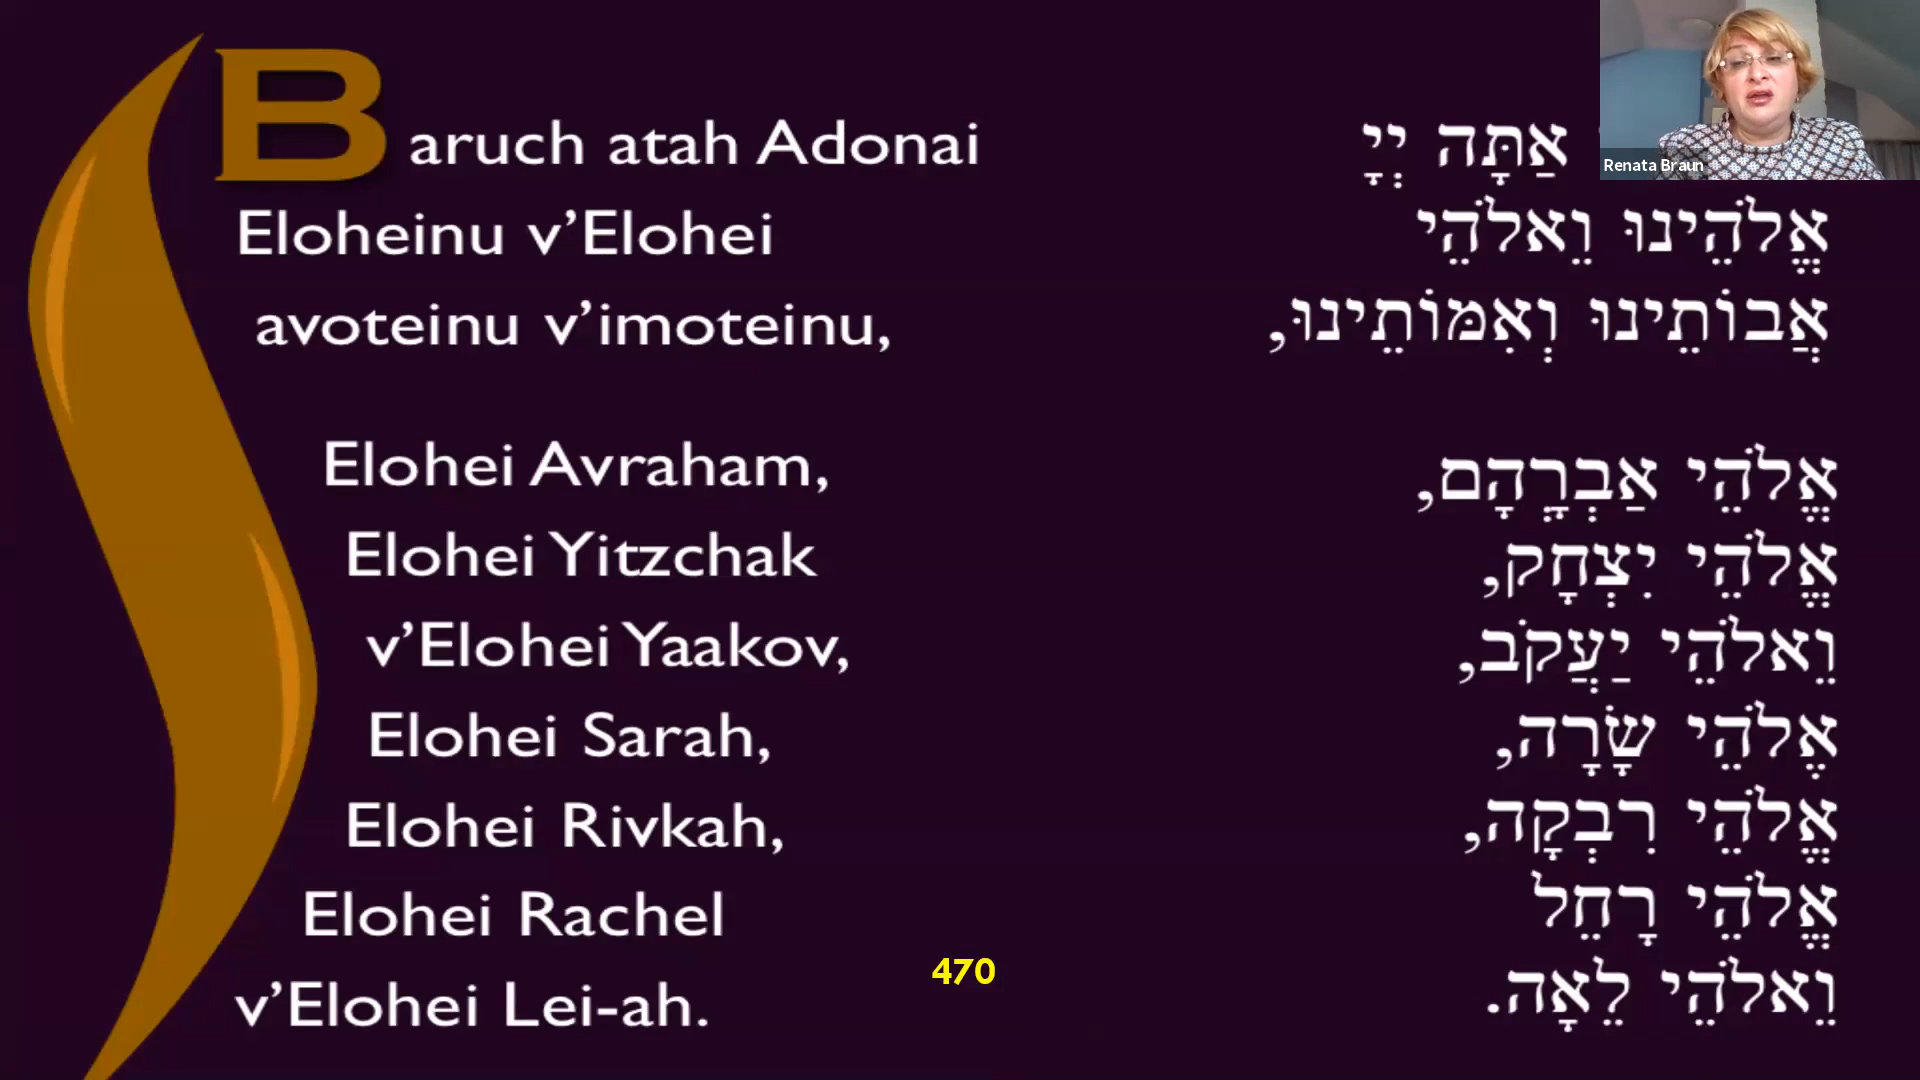 Baruch atah Adonai
Eloheinu v’Elohei
avoteinu v’imoteinu,
Elohei Avraham,
Elohei Yitzchak
v’Elohei Yaakov,
Elohei Sarah,
Elohei Rivkah,
Elohei Rachel
v’Elohei Lei-ah.
אַתָּה יְיָ
אֱלֹהֵינוּ וֵאלֹהֵי
אֲבוֹתֵינוּ וְאִמּוֹתֵינוּ,
אֱלֹהֵי אַבְרָהָם,
אֱלֹהֵי יִצְחָק,
וֵאלֹהֵי יַעֲקֹב,
אֶלֹהֵי שָׂרָה,
אֱלֹהֵי רִבְקָה,
אֱלֹהֵי רָחֵל
וֵאלֹהֵי לֵאָה.
470
Renata Braun